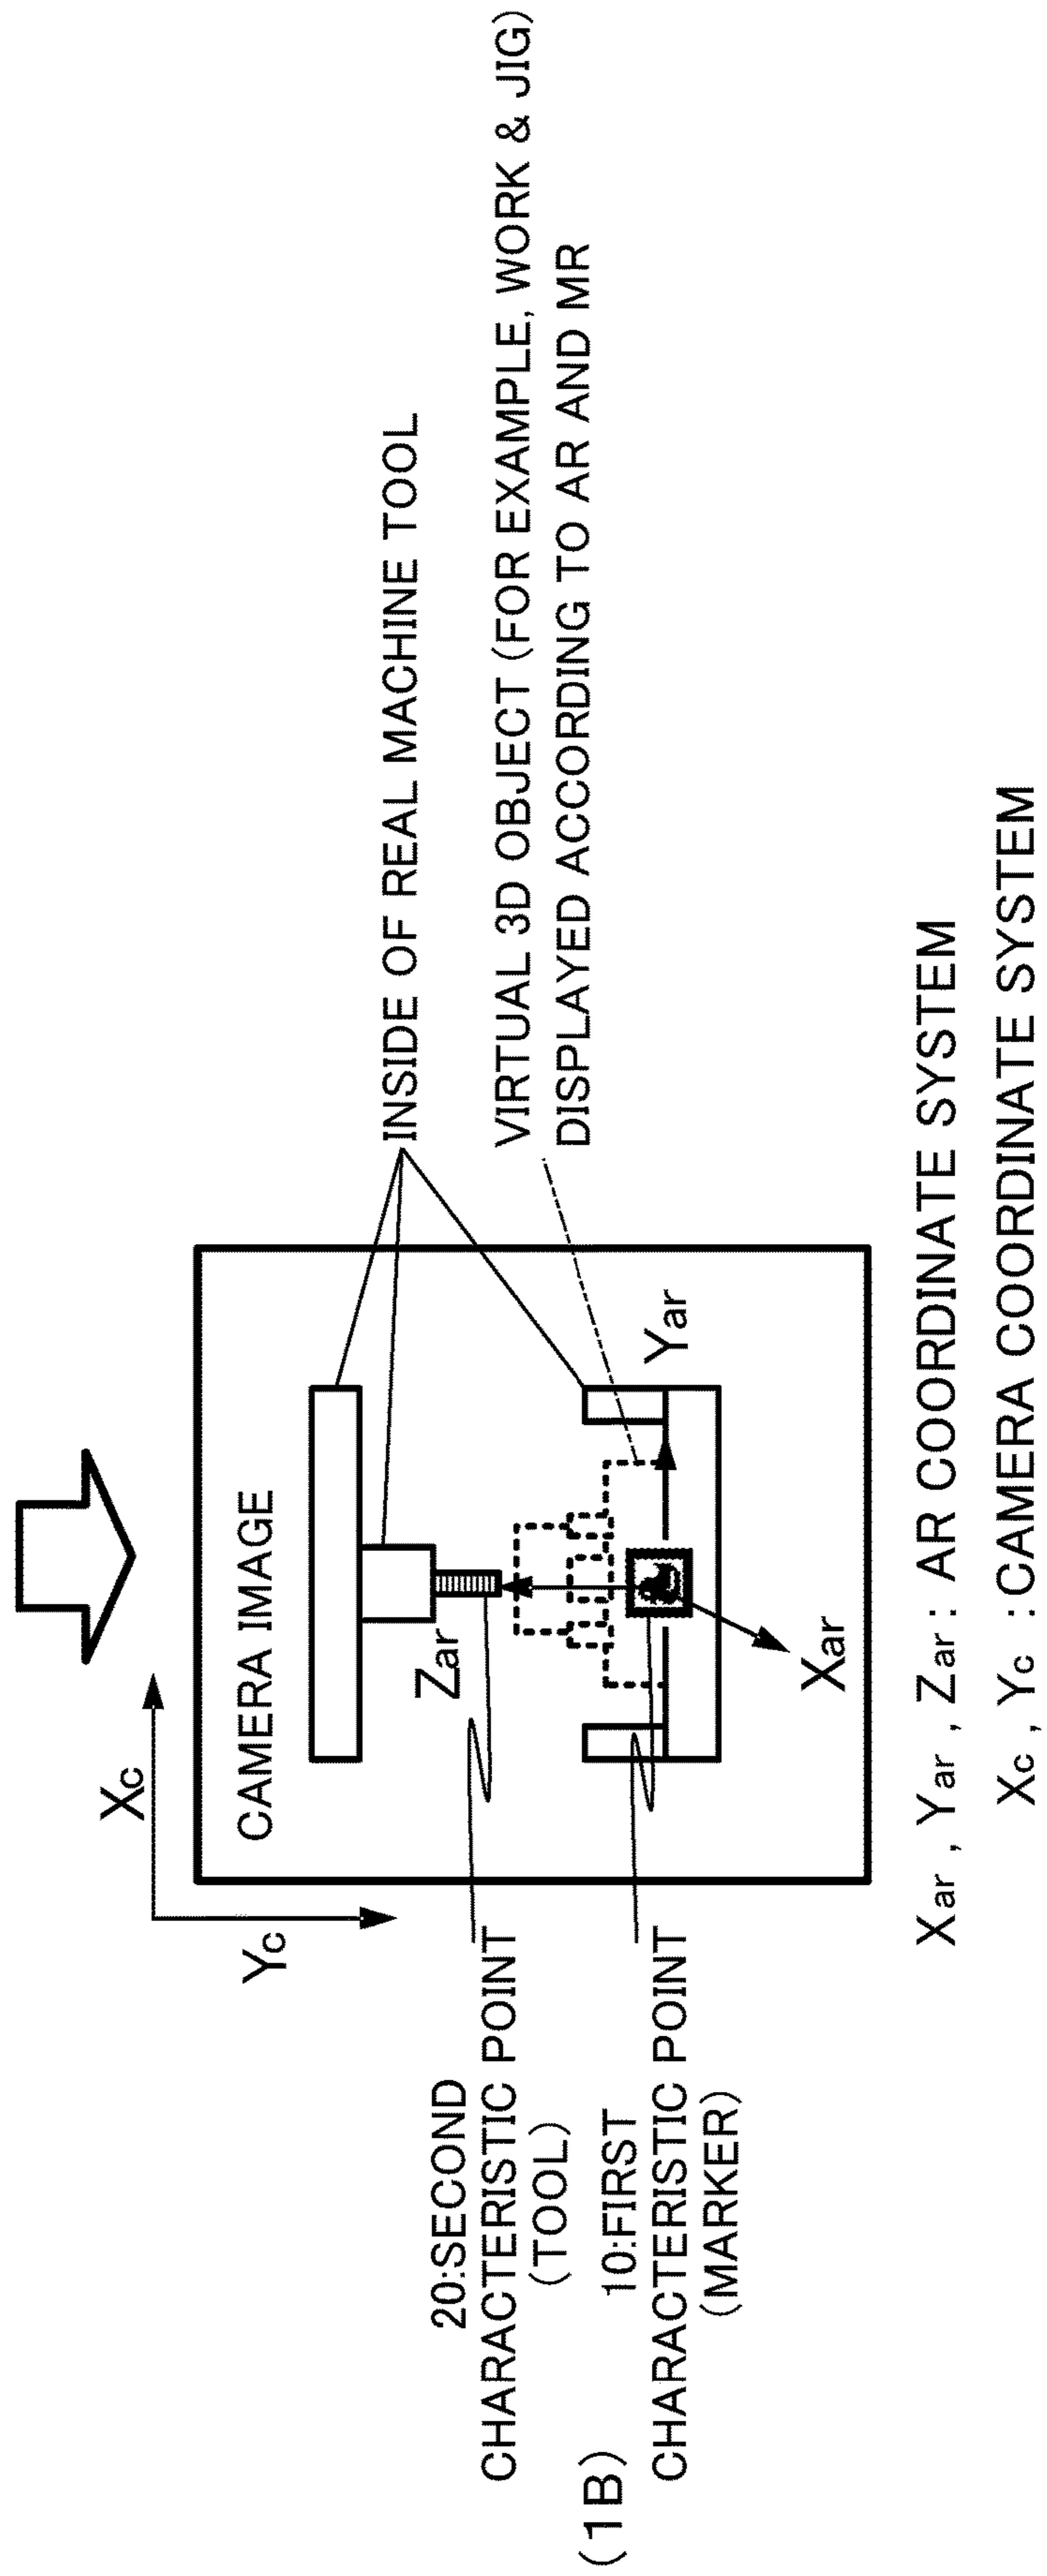 Xc
Yc
CAMERA IMAGE
INSIDE OF REAL MACHINE TOOL
20:SECOND
CHARACTERISTIC POINT
(TOOL)
Zar
VIRTUAL 3D OBJECT (FOR EXAMPLE, WORK & JIG)
DISPLAYED ACCORDING TO AR AND MR
(1B)
10:FIRST
CHARACTERISTIC POINT
(MARKER)
Yar
Xar
Xar , Yar , Zar : AR COORDINATE SYSTEM
Xc , Yc : CAMERA COORDINATE SYSTEM